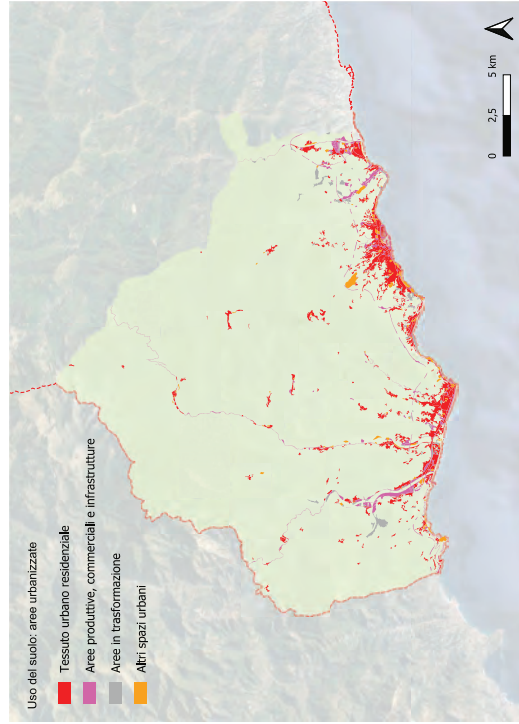 Uso del suolo: aree urbanizzate
Tessuto urbano residenziale
Aree produttive, commerciali e infrastrutture
Aree in trasformazione
Altri spazi urbani
0 2,5 5 km